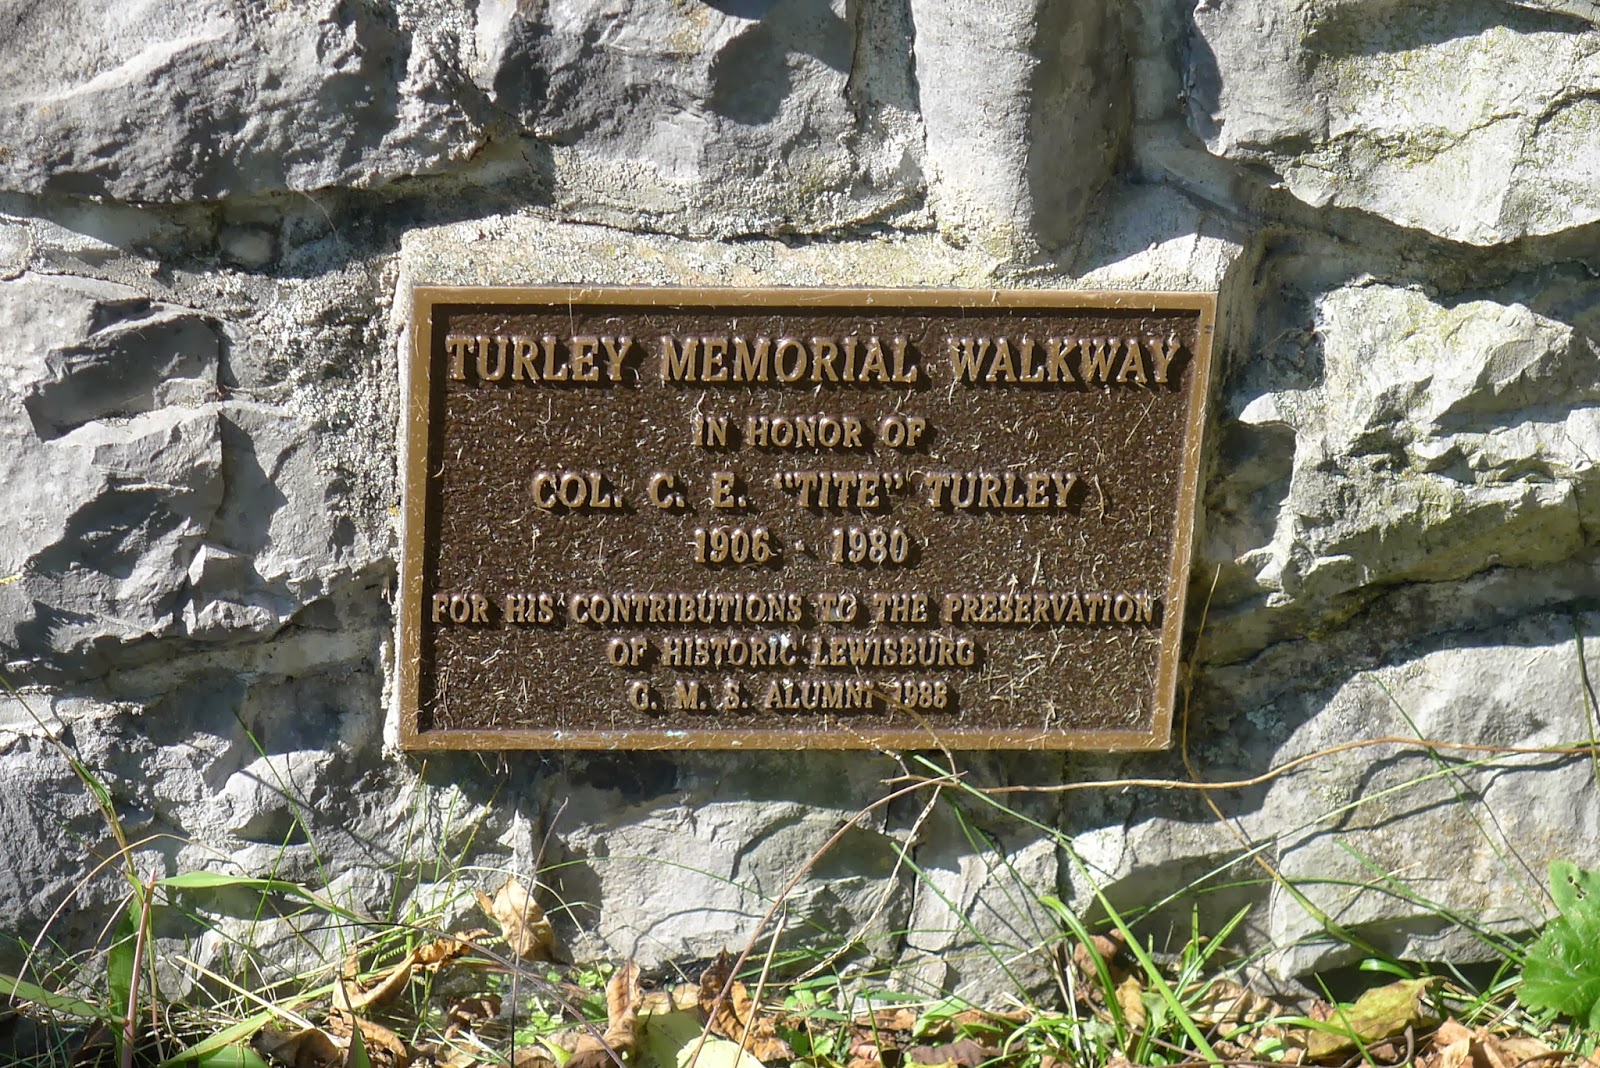 TURLEY MEMORIAL WALKWAY
IN HONOR OF
COL. C. E. "TITE" TURLEY
1906 - 1980
FOR HIS CONTRIBUTIONS TO THE PRESERVATION
OF HISTORIC LEWISBURG
G. M. S. ALUMNI 1988